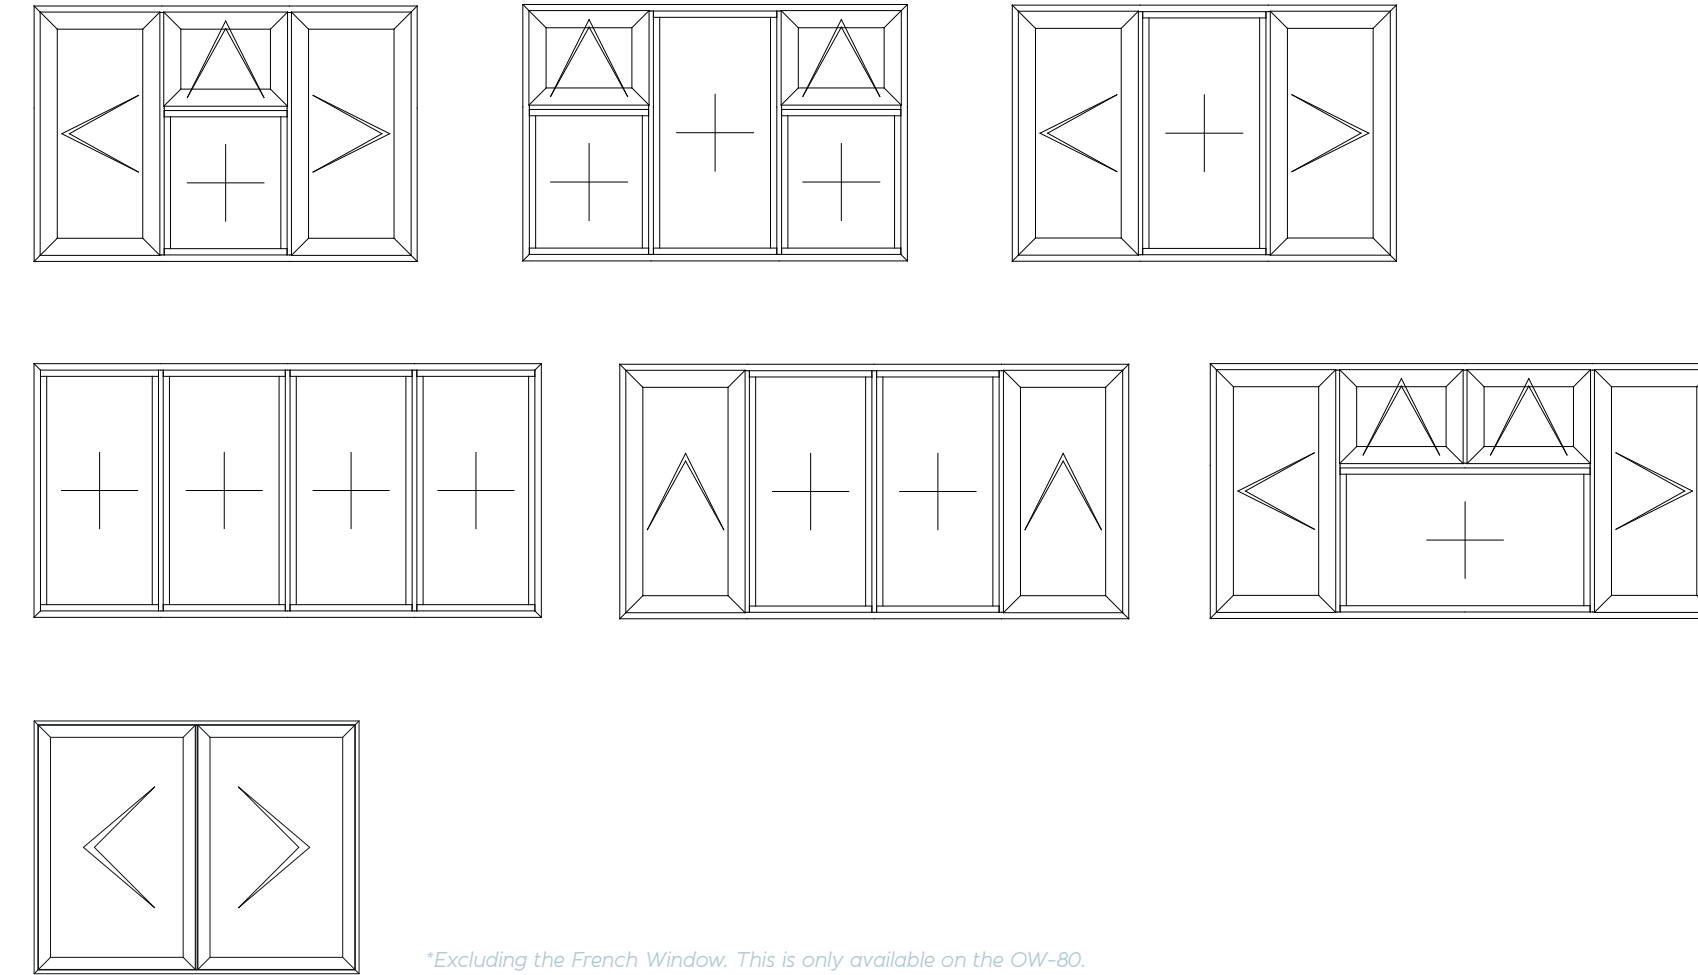 *Excluding the French Window. This is only available on the OW-80.